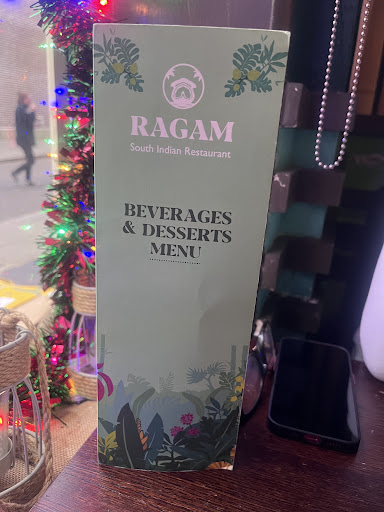 RAGAM
South Indian Restaurant
BEVERAGES
& DESSERTS
MENU